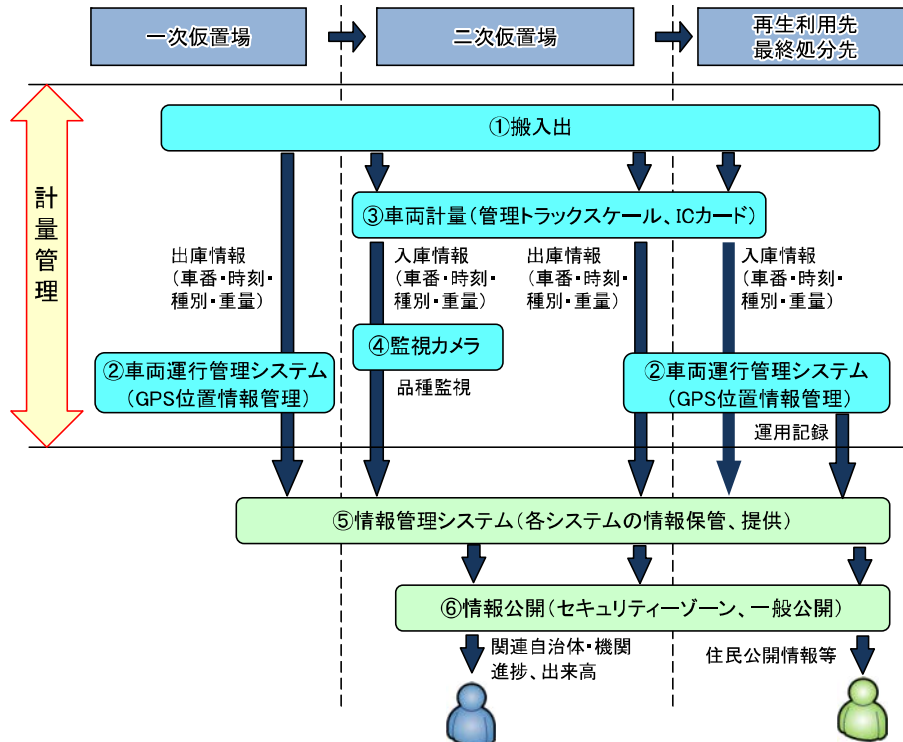 一次仮置場
二次仮置場
再生利用先
最終処分先
計量管理
①搬入出
③車両計量(管理トラックスケール、ICカード)
出庫情報
(車番・時刻・
種別・重量)
入庫情報
(車番・時刻・
種別・重量)
出庫情報
(車番・時刻・
種別・重量)
入庫情報
(車番・時刻・
種別・重量)
④監視カメラ
品種監視
②車両運行管理システム
(GPS位置情報管理)
②車両運行管理システム
(GPS位置情報管理)
運用記録
⑤情報管理システム(各システムの情報保管、提供)
⑥情報公開(セキュリティーゾーン、一般公開)
関連自治体・機関
進捗、出来高
住民公開情報等